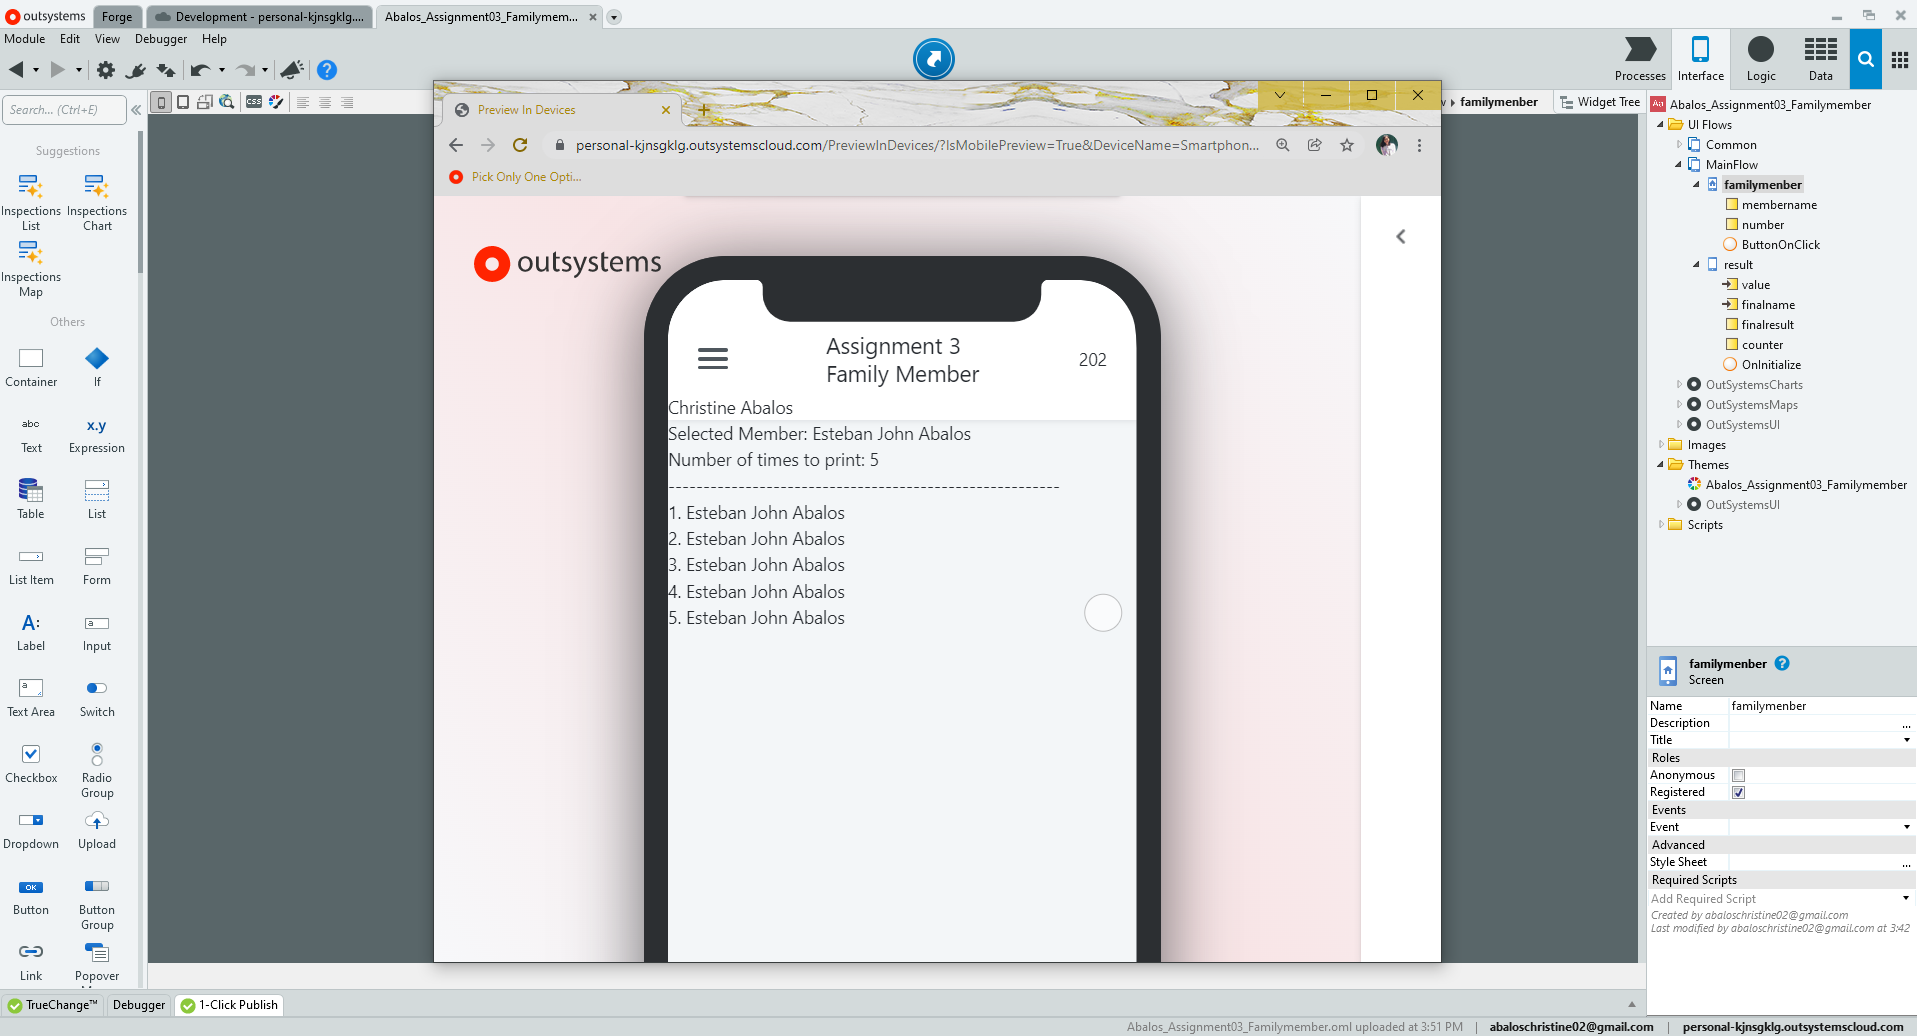 outsystems
Forge
Development - personal-kjnsgklg....
Abalos_Assignment03_Familymem...
Module Edit View Debugger Help
Processes
Interface
Logic
Data
Search... (Ctrl+E)
CSS
familymenber
Widget Tree
Suggestions
Inspections List
Inspections Chart
Inspections Map
Others
Container
If
abc
Text
x.y
Expression
Table
List
List Item
Form
A:
Label
Input
Text Area
Switch
Checkbox
Radio Group
Dropdown
Upload
OK
Button
Button Group
Link
Popover
Preview In Devices
personal-kjnsgklg.outsystemscloud.com/PreviewInDevices/?IsMobilePreview=True&DeviceName=Smartphon...
Pick Only One Opti...
outsystems
Assignment 3
Family Member
202
Christine Abalos
Selected Member: Esteban John Abalos
Number of times to print: 5
--------------------------------------------------------
1. Esteban John Abalos
2. Esteban John Abalos
3. Esteban John Abalos
4. Esteban John Abalos
5. Esteban John Abalos
Abalos_Assignment03_Familymember
UI Flows
Common
MainFlow
familymenber
membername
number
ButtonOnClick
result
value
finalname
finalresult
counter
OnInitialize
OutSystemsCharts
OutSystemsMaps
OutSystemsUI
Images
Themes
Abalos_Assignment03_Familymember
OutSystemsUI
Scripts
familymenber
Screen
Name familymenber
Description ...
Title
Roles
Anonymous
Registered
Events
Event
Advanced
Style Sheet ...
Required Scripts
Add Required Script
Created by abaloschristine02@gmail.com
Last modified by abaloschristine02@gmail.com at 3:42
TrueChange™
Debugger
1-Click Publish
Abalos_Assignment03_Familymember.oml uploaded at 3:51 PM | abaloschristine02@gmail.com | personal-kjnsgklg.outsystemscloud.com